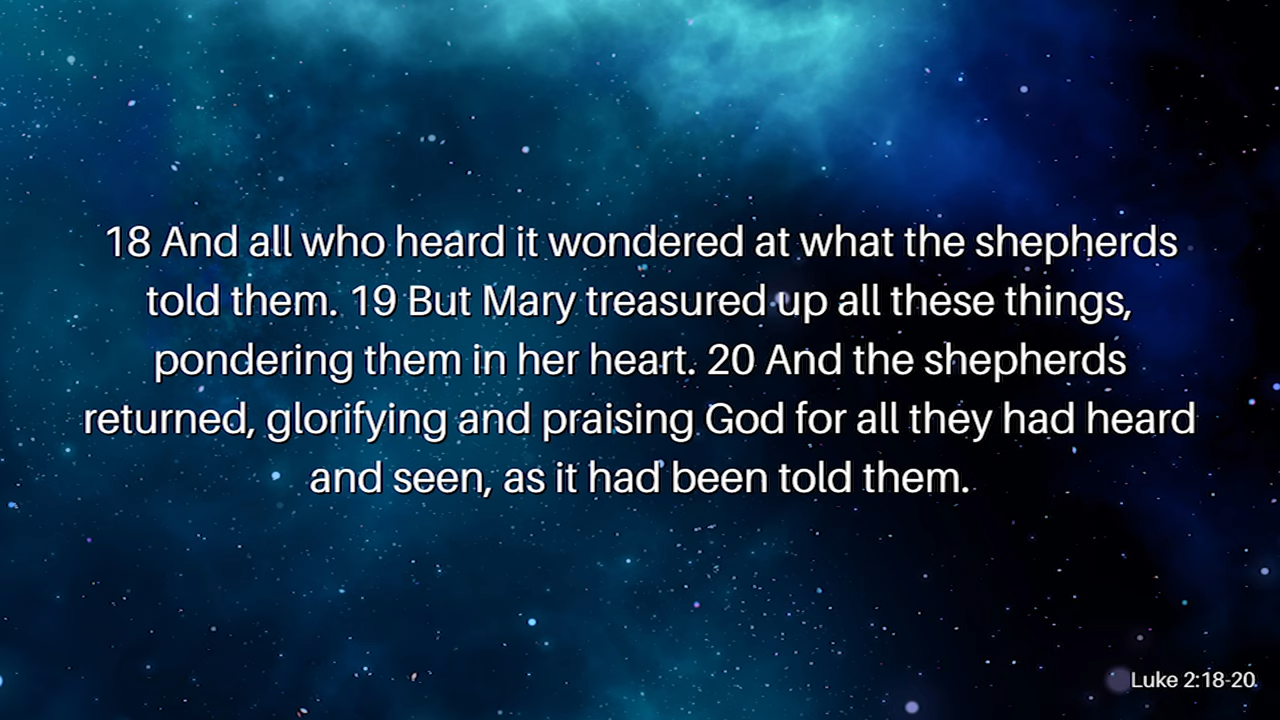 18 And all who heard it wondered at what the shepherds
told them. 19 But Mary treasured up all these things,
pondering them in her heart. 20 And the shepherds
returned, glorifying and praising God for all they had heard
and seen, as it had been told them.
Luke 2:18-20